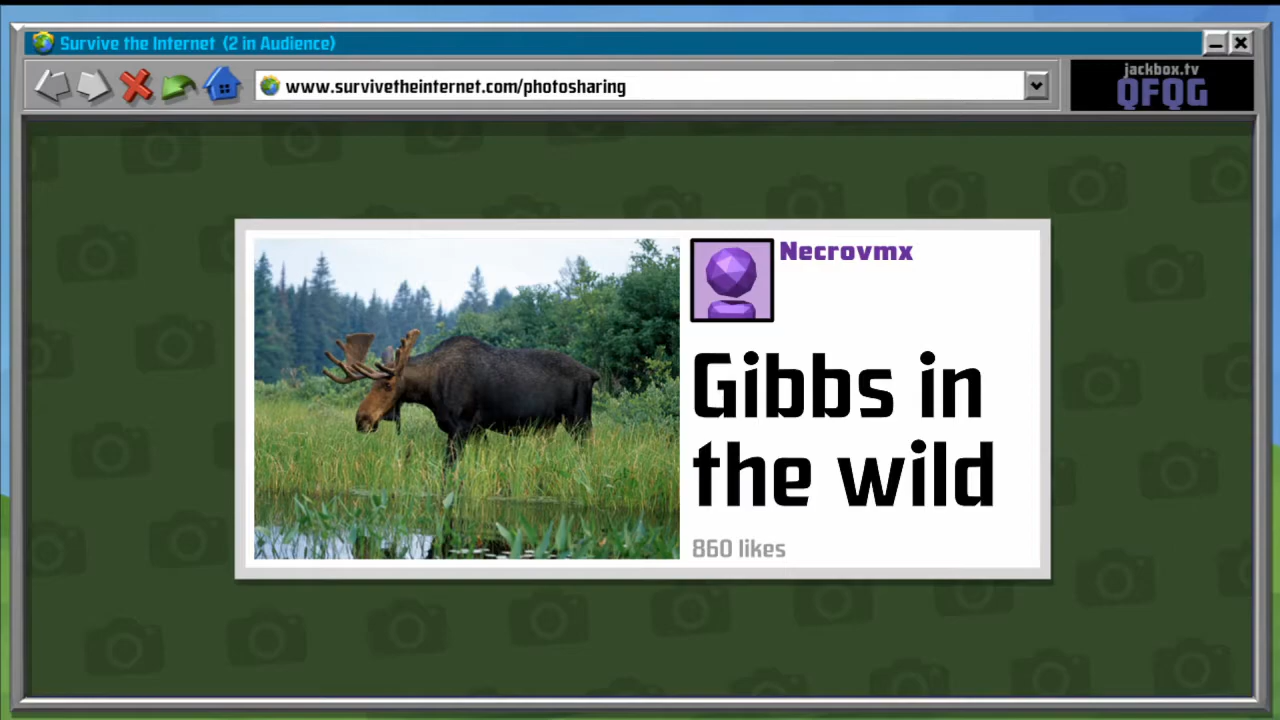 Survive the Internet (2 in Audience)
www.survivetheinternet.com/photosharing
jackbox.tv
QFQG
Necrovmx
Gibbs in
the wild
860 likes